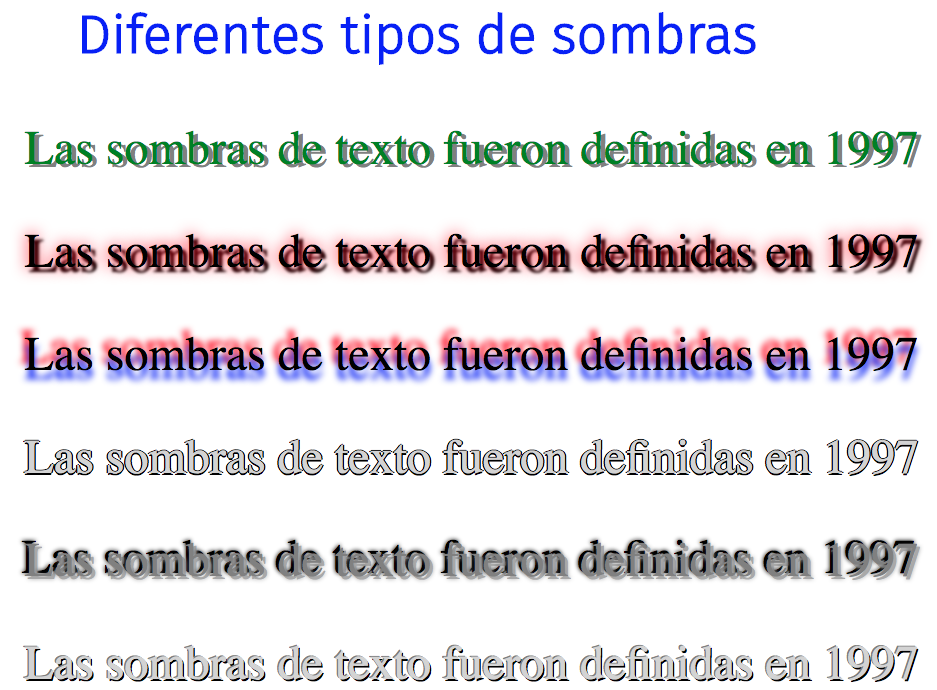 Diferentes tipos de sombras
Las sombras de texto fueron definidas en 1997
Las sombras de texto fueron definidas en 1997
Las sombras de texto fueron definidas en 1997
Las sombras de texto fueron definidas en 1997
Las sombras de texto fueron definidas en 1997
Las sombras de texto fueron definidas en 1997